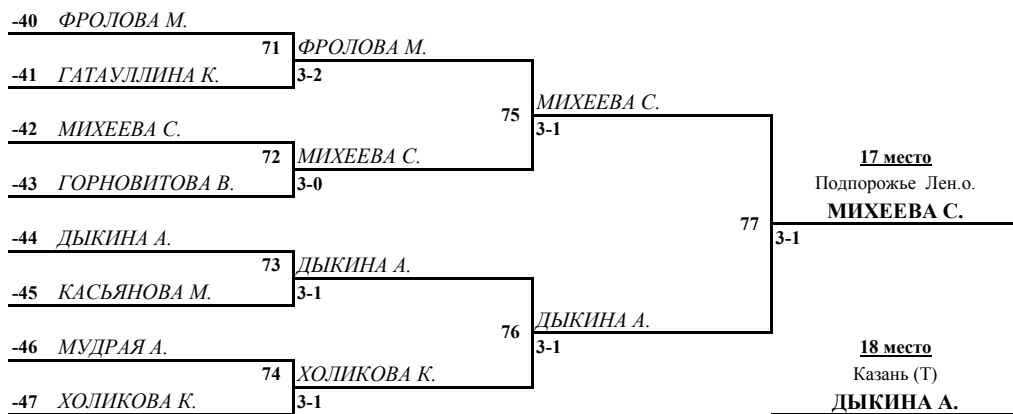 -40 ФРОЛОВА М.
71 ФРОЛОВА М.
-41 ГАТАУЛЛИНА К. 3-2
75 МИХЕЕВА С.
-42 МИХЕЕВА С. 3-1
72 МИХЕЕВА С. 17 место
-43 ГОРНОВИТОВА В. 3-0 Подпорожье Лен.о.
77 МИХЕЕВА С.
-44 ДЫКИНА А. 3-1
73 ДЫКИНА А.
-45 КАСЬЯНОВА М. 3-1
76 ДЫКИНА А.
-46 МУДРАЯ А. 3-1 18 место
74 ХОЛИКОВА К. Казань (Т)
-47 ХОЛИКОВА К. 3-1 ДЫКИНА А.